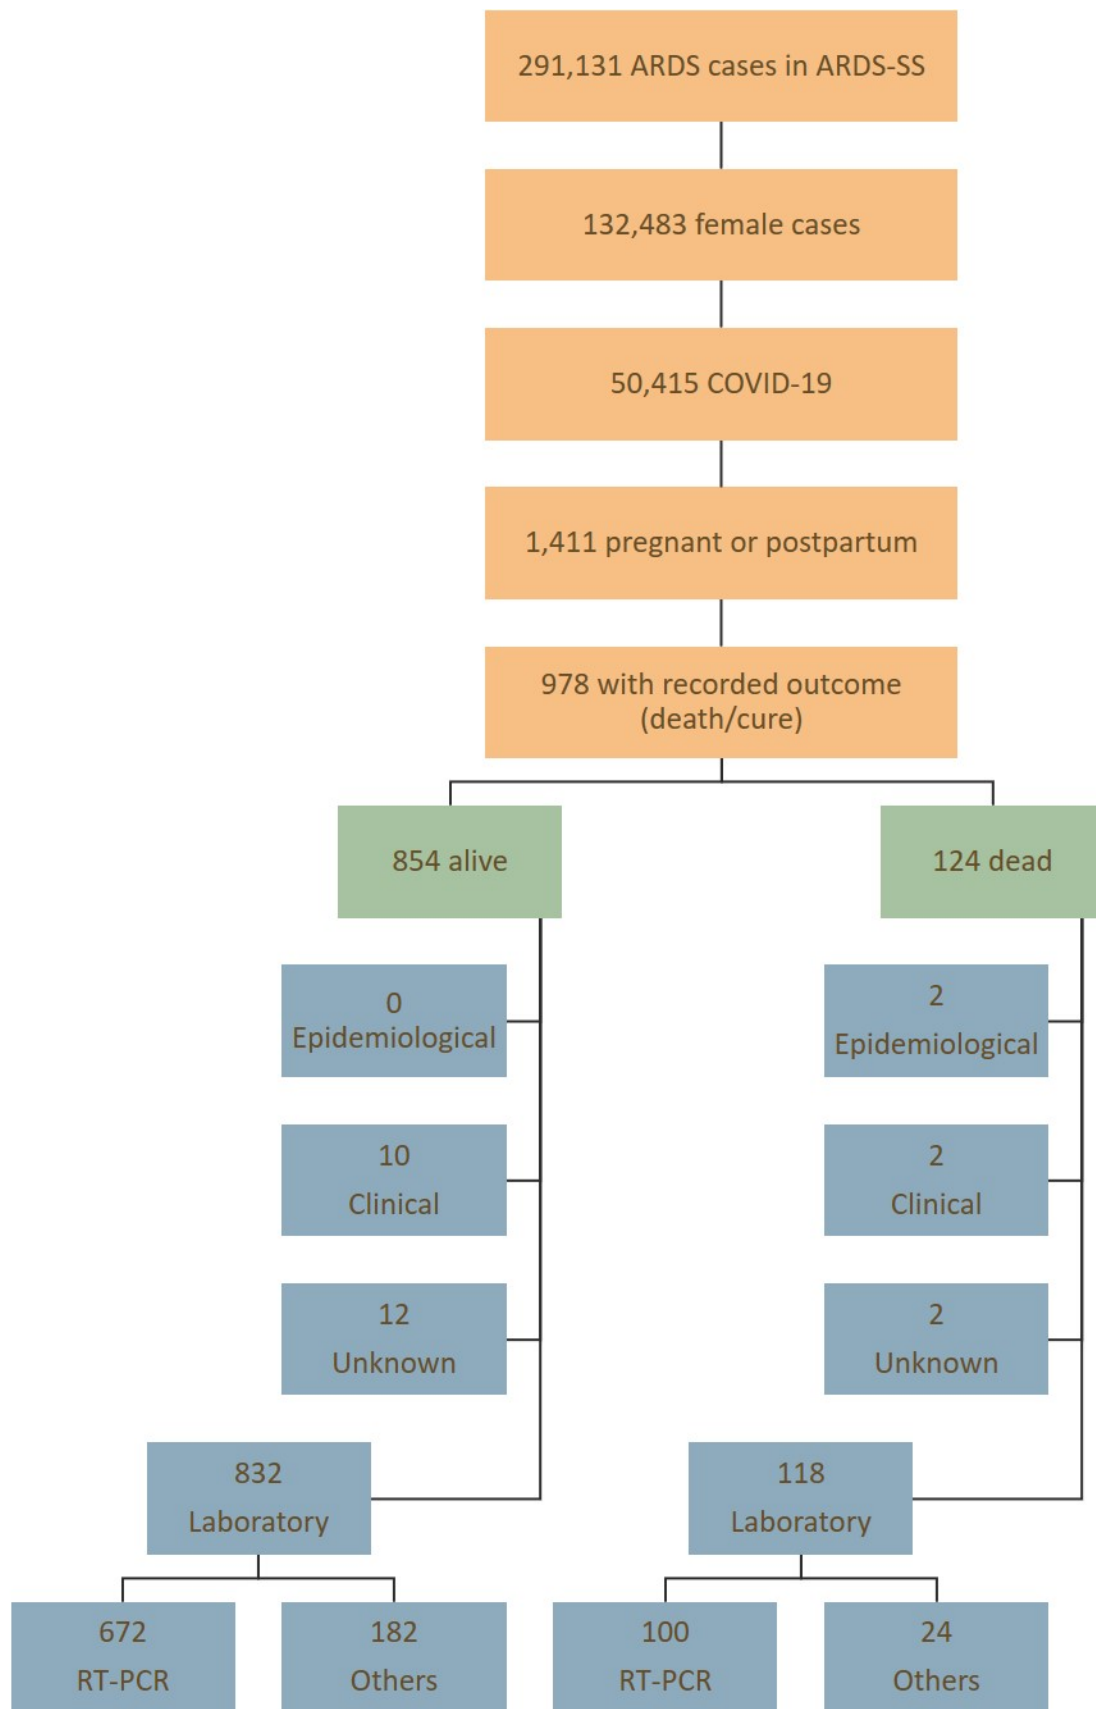 291,131 ARDS cases in ARDS-SS
132,483 female cases
50,415 COVID-19
1,411 pregnant or postpartum
978 with recorded outcome
(death/cure)
854 alive
124 dead
0
Epidemiological
2
Epidemiological
10
Clinical
2
Clinical
12
Unknown
2
Unknown
832
Laboratory
118
Laboratory
672
RT-PCR
182
Others
100
RT-PCR
24
Others